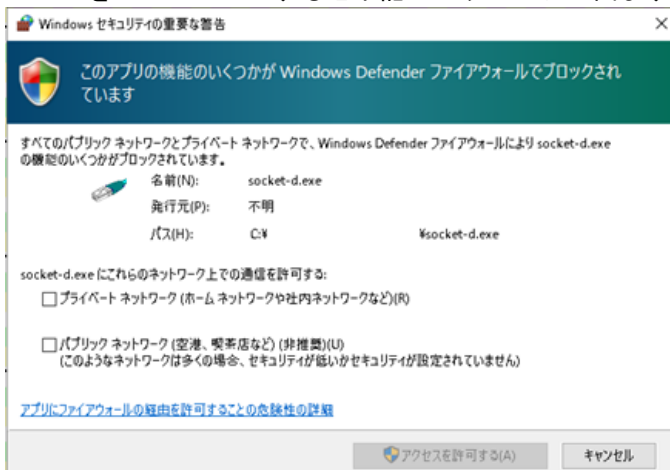 Windows セキュリティの重要な警告
このアプリの機能のいくつかが Windows Defender ファイアウォールでブロックされ
ています
すべてのパブリック ネットワークとプライベート ネットワークで、Windows Defender ファイアウォールにより socket-d.exe
の機能のいくつかがブロックされています。
名前(N): socket-d.exe
発行元(P): 不明
パス(H): C:¥ ¥socket-d.exe
socket-d.exe にこれらのネットワーク上での通信を許可する:
プライベート ネットワーク (ホーム ネットワークや社内ネットワークなど)(R)
パブリック ネットワーク (空港、喫茶店など) (非推奨)(U)
(このようなネットワークは多くの場合、セキュリティが低いかセキュリティが設定されていません)
アプリにファイアウォールの経由を許可することの危険性の詳細
アクセスを許可する(A) キャンセル